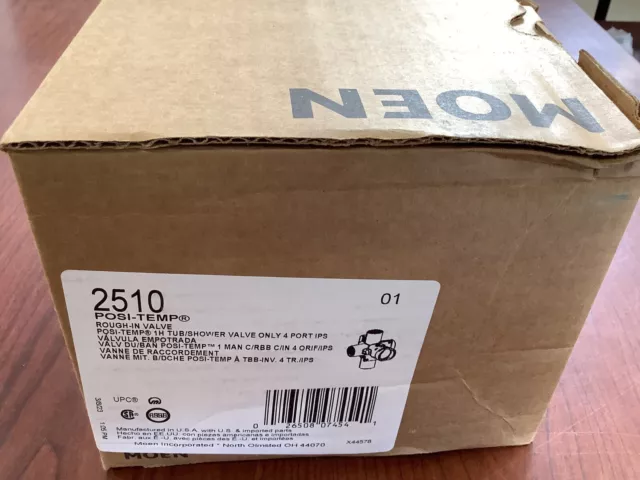 MOEN
2510
01
POSI-TEMP®
ROUGH-IN VALVE
POSI-TEMP® 1H TUB/SHOWER VALVE ONLY 4 PORT IPS
VÁLVULA EMPOTRADA
VALV DU/BAN POSI-TEMP™ 1 MAN C/RBB C/IN 4 OR/F/IPS
VANNE DE RACCORDEMENT
VANNE MIT. B/DCHE POSI-TEMP À TBB-INV. 4 TR./IPS
UPC®
0 26508 07454 1
Manufactured in U.S.A. with U.S. & imported parts
Hecho en EE.UU. con piezas americanas e importadas
Fabr. aux É.-U. avec pièces des É.-U. et importées
X44578
Moen Incorporated * North Olmsted OH 44070
MOEN